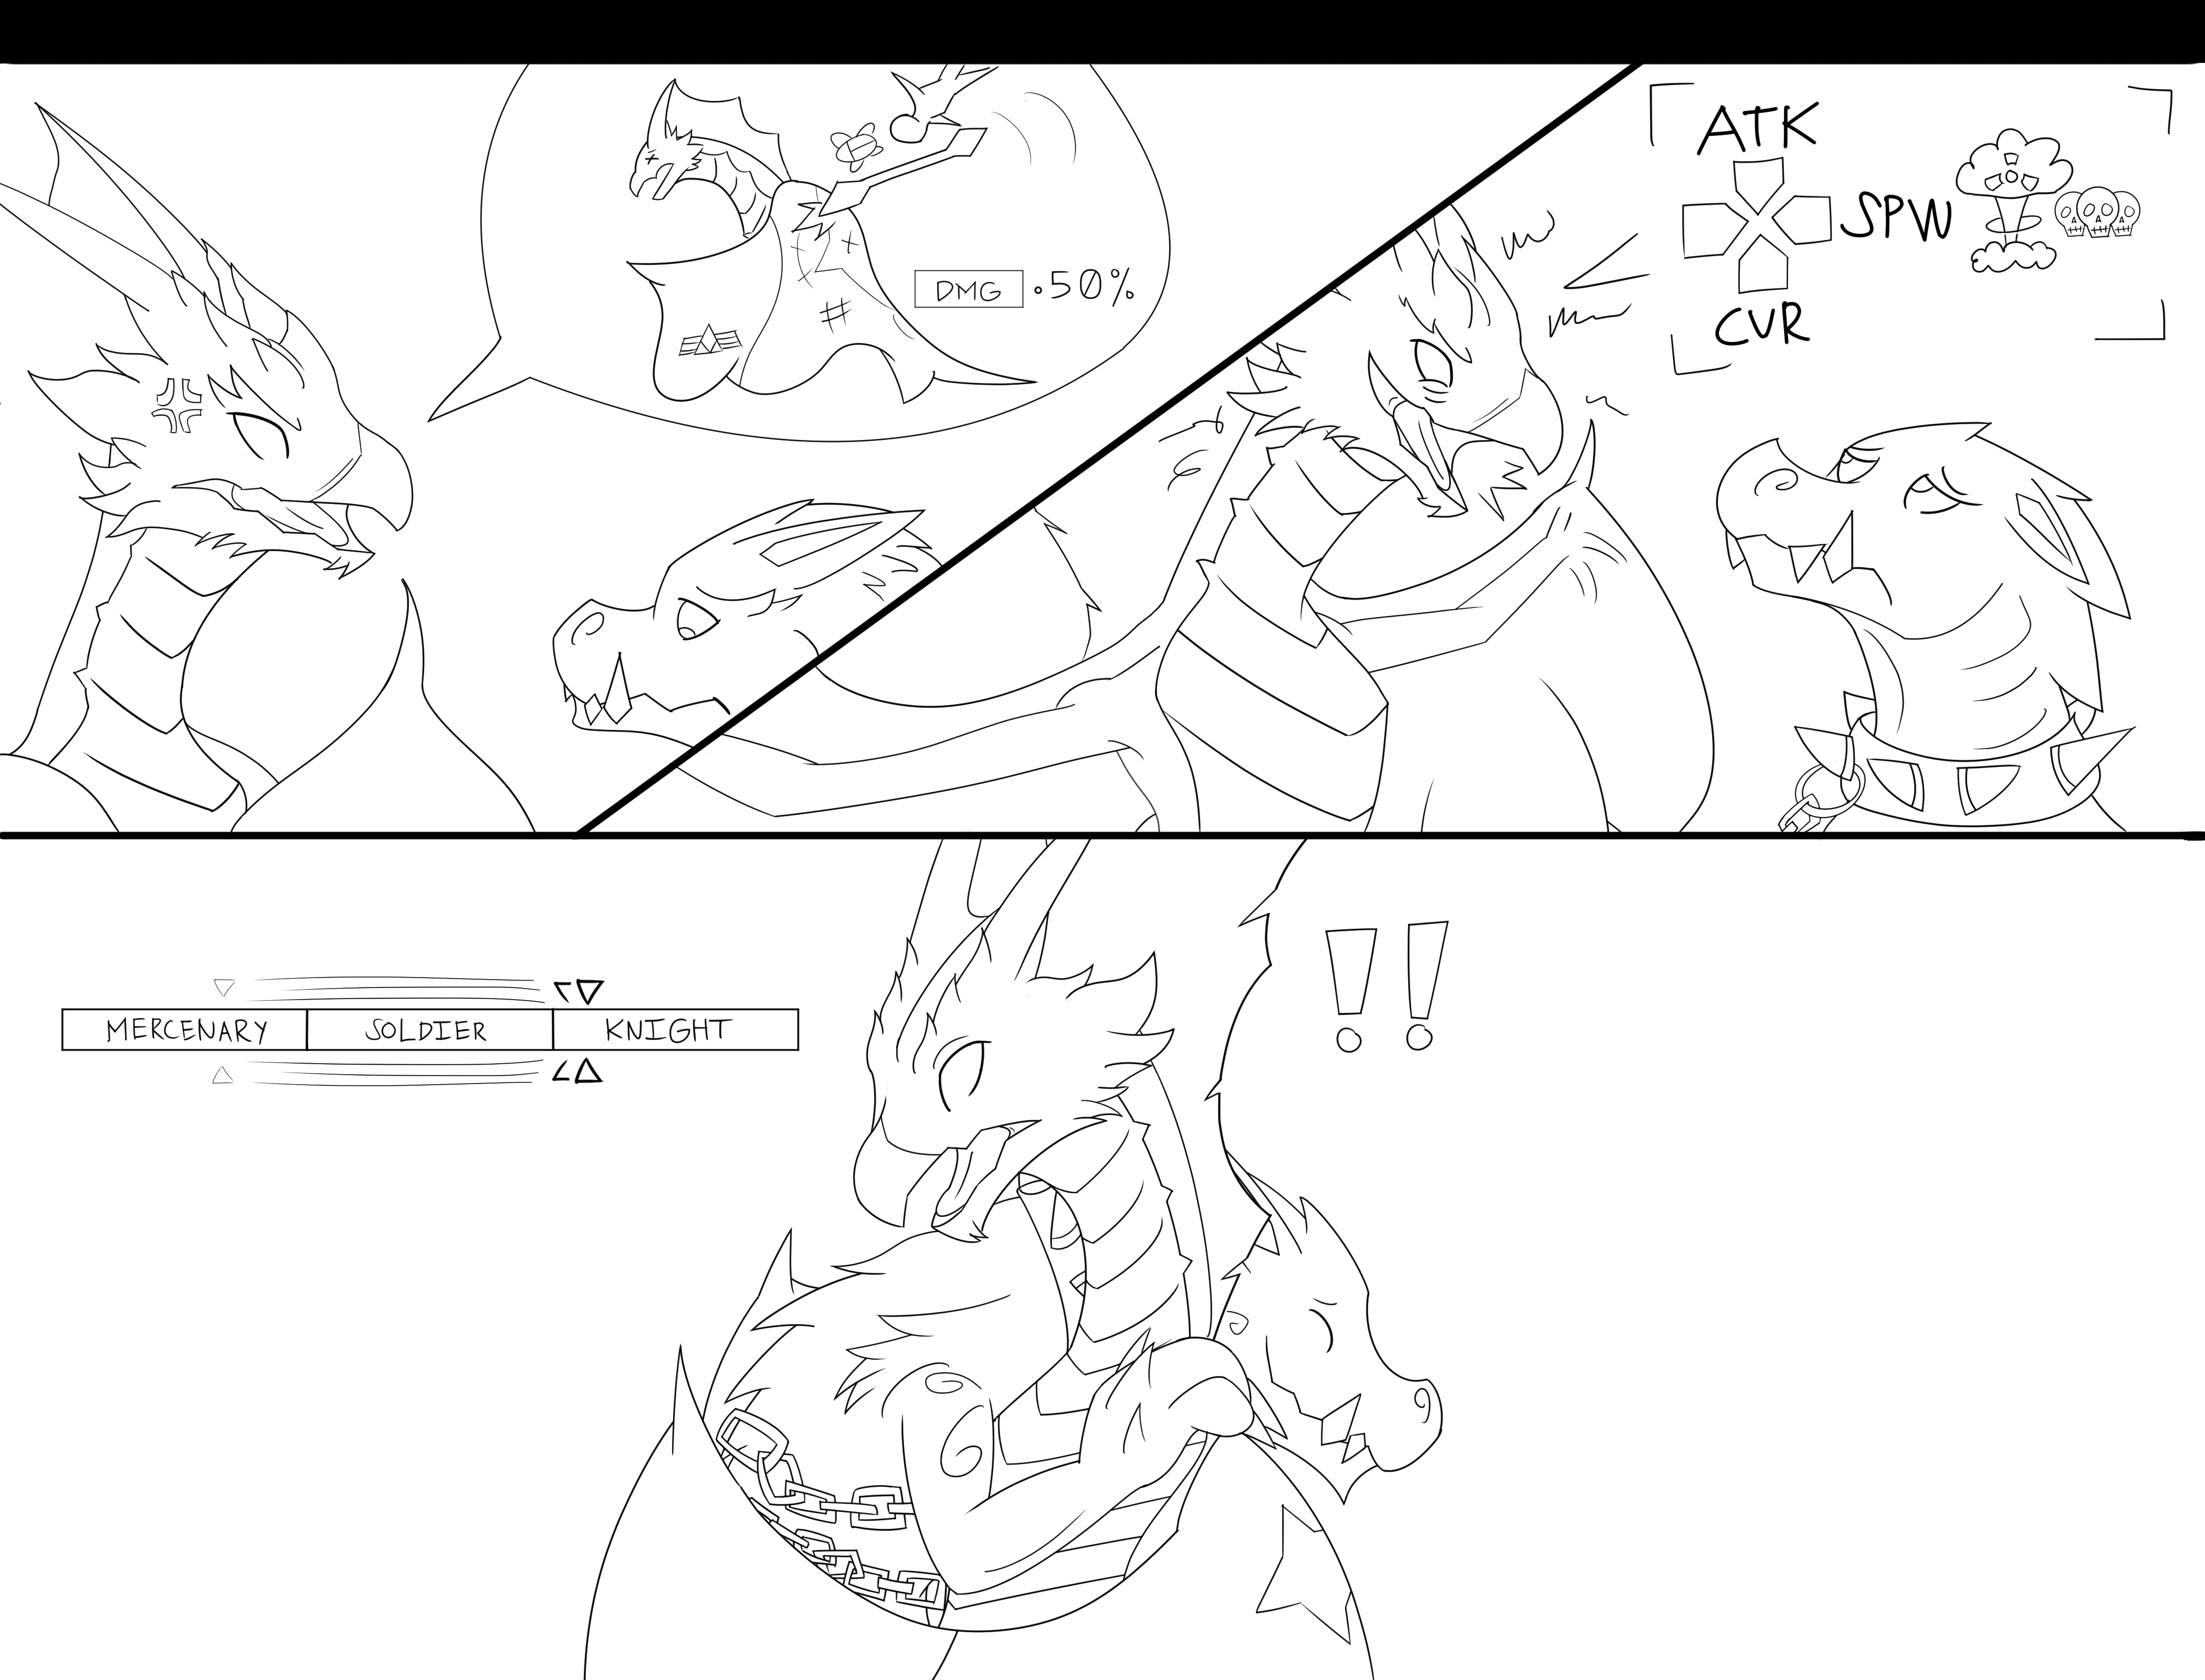 DMG .50%
ATK
SPW
CVR
MERCENARY SOLDIER KNIGHT
!!